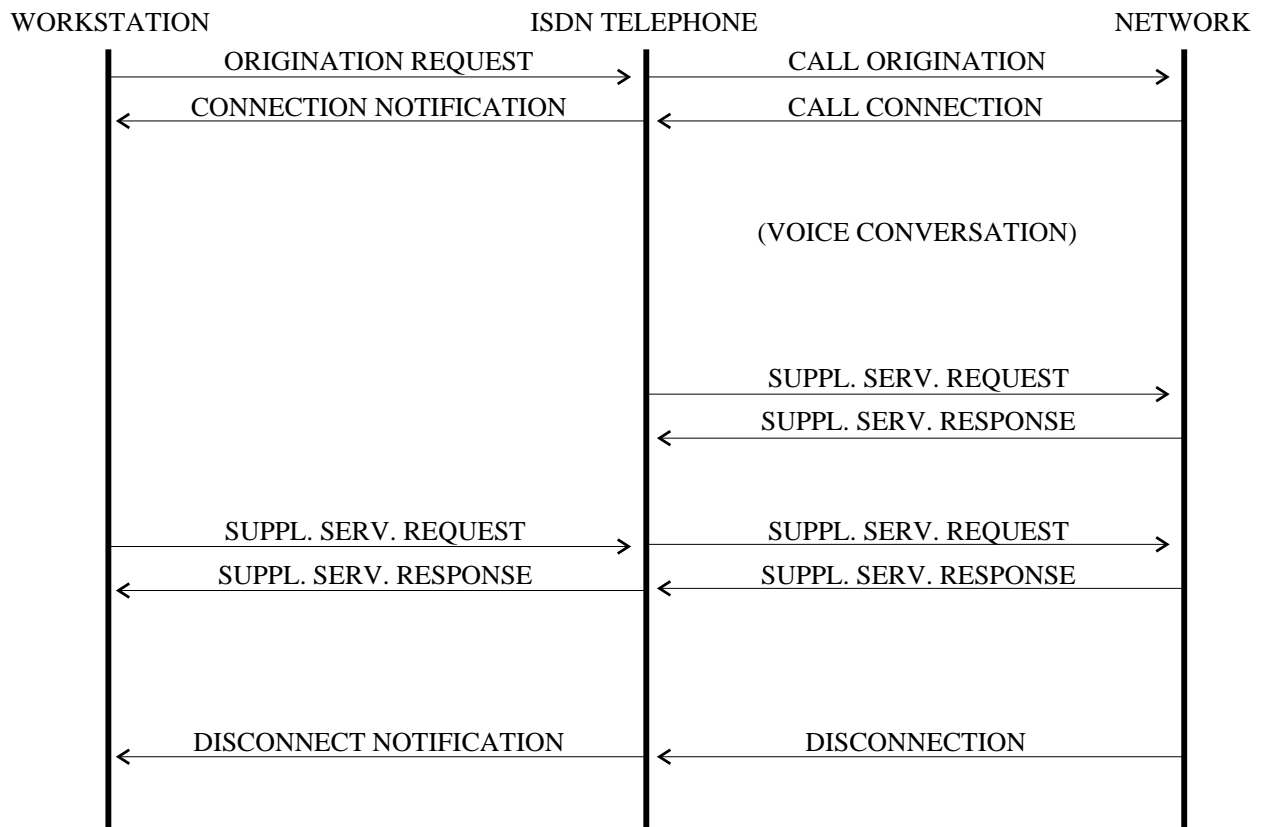 WORKSTATION ISDN TELEPHONE NETWORK
ORIGINATION REQUEST CALL ORIGINATION
CONNECTION NOTIFICATION CALL CONNECTION
(VOICE CONVERSATION)
SUPPL. SERV. REQUEST
SUPPL. SERV. RESPONSE
SUPPL. SERV. REQUEST SUPPL. SERV. REQUEST
SUPPL. SERV. RESPONSE SUPPL. SERV. RESPONSE
DISCONNECT NOTIFICATION DISCONNECTION